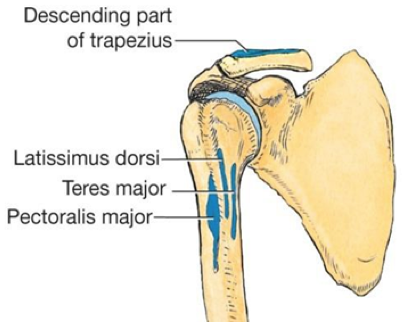 Descending part
of trapezius
Latissimus dorsi
Teres major
Pectoralis major